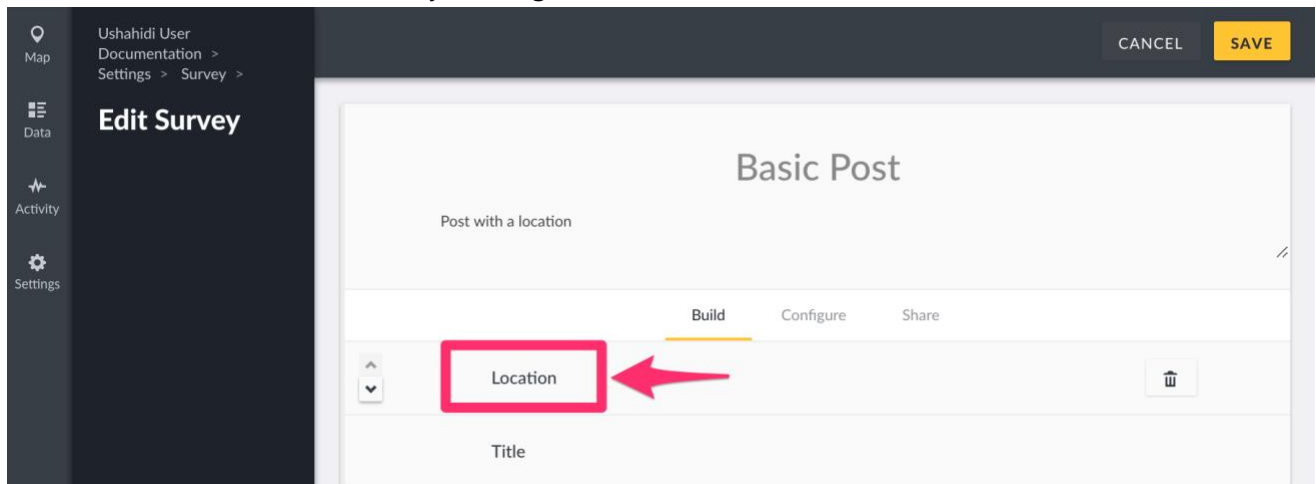 Map
Data
Activity
Settings
Ushahidi User
Documentation >
Settings > Survey >
Edit Survey
CANCEL
SAVE
Basic Post
Post with a location
Build
Configure
Share
Location
Title